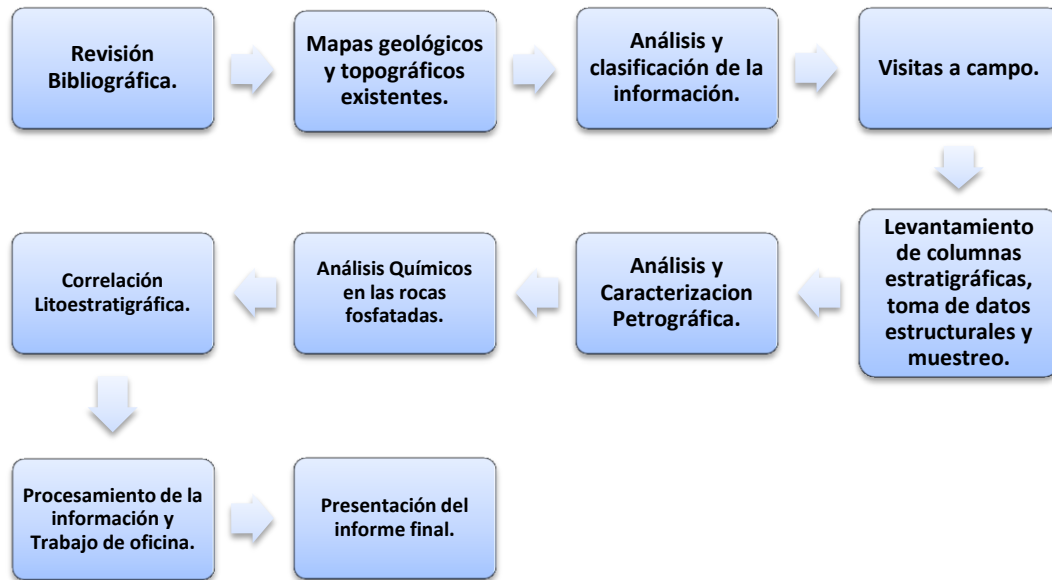 Revisión
Bibliográfica.
Mapas geológicos
y topográficos
existentes.
Análisis y
clasificación de la
información.
Visitas a campo.
Levantamiento
de columnas
estratigráficas,
toma de datos
estructurales y
muestreo.
Análisis y
Caracterizacion
Petrográfica.
Análisis Químicos
en las rocas
fosfatadas.
Correlación
Litoestratigráfica.
Procesamiento de la
información y
Trabajo de oficina.
Presentación del
informe final.